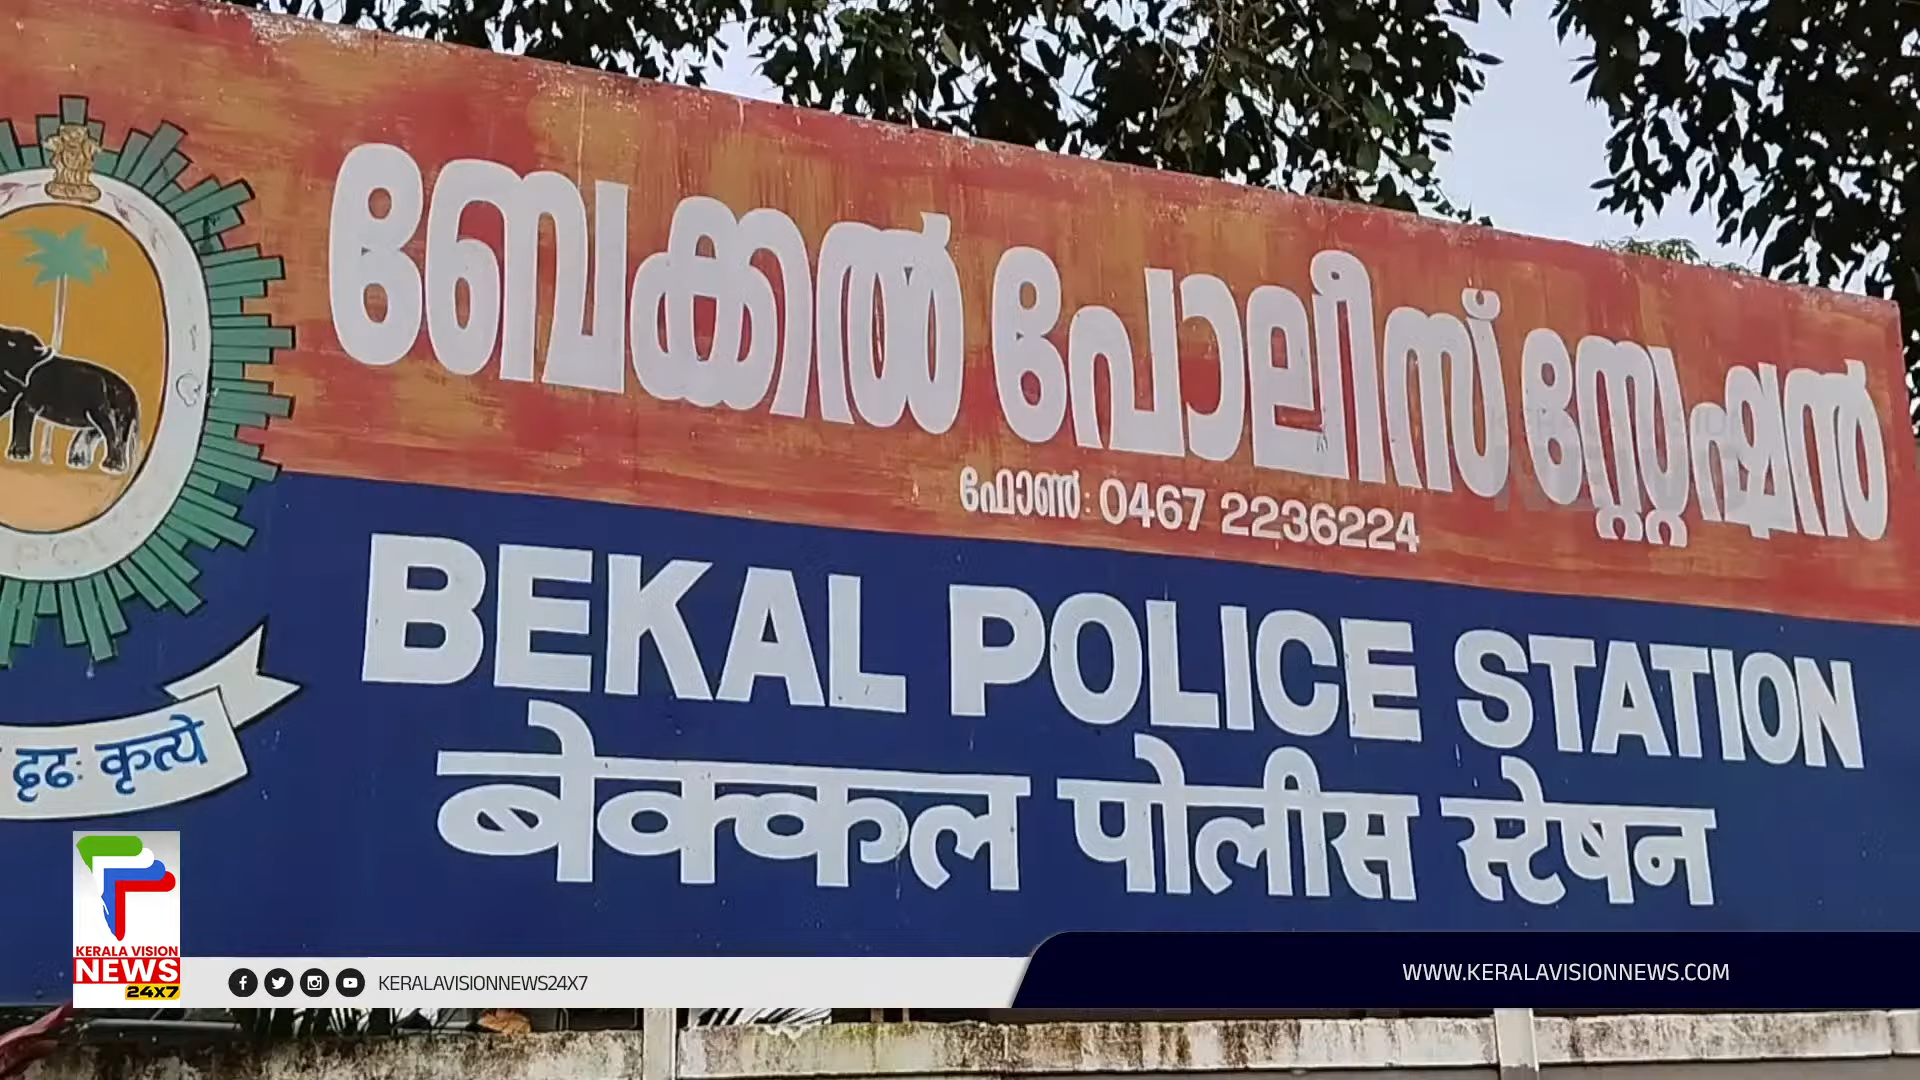 ബേക്കൽ പോലീസ് സ്റ്റേഷൻ
ഫോൺ: 0467 2236224
BEKAL POLICE STATION
बेक्कल पोलीस स्टेषन
दृढः कृत्ये
KERALA VISION
NEWS
24X7
KERALAVISIONNEWS24X7
WWW.KERALAVISIONNEWS.COM